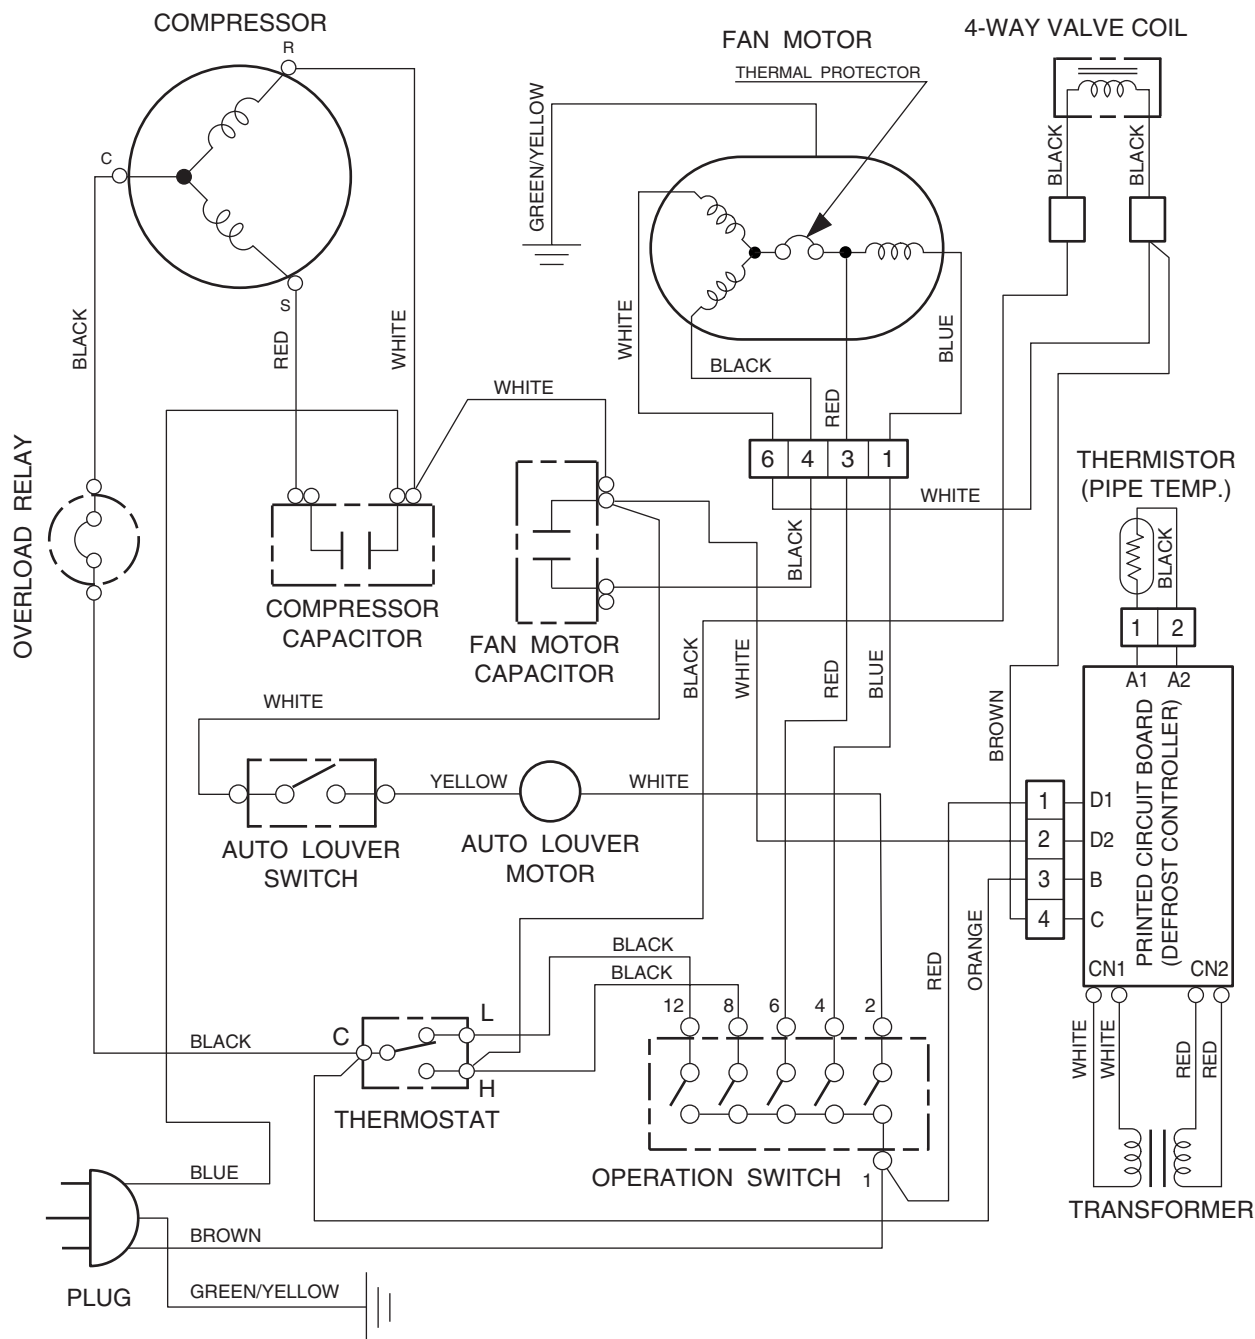 COMPRESSOR
R
C
S
BLACK
RED
WHITE
FAN MOTOR
THERMAL PROTECTOR
GREEN/YELLOW
WHITE
BLACK
RED
BLUE
6 4 3 1
4-WAY VALVE COIL
BLACK
BLACK
OVERLOAD RELAY
WHITE
COMPRESSOR
CAPACITOR
FAN MOTOR
CAPACITOR
WHITE
BLACK
THERMISTOR
(PIPE TEMP.)
BLACK
1 2
A1 A2
BLACK
WHITE
RED
BLUE
BROWN
PRINTED CIRCUIT BOARD
(DEFROST CONTROLLER)
1 D1
2 D2
3 B
4 C
CN1 CN2
WHITE
AUTO LOUVER
SWITCH
YELLOW
AUTO LOUVER
MOTOR
WHITE
BLACK
BLACK
RED
ORANGE
12 8 6 4 2
BLACK
C
L
H
THERMOSTAT
OPERATION SWITCH 1
WHITE
WHITE
RED
RED
TRANSFORMER
BLUE
BROWN
GREEN/YELLOW
PLUG